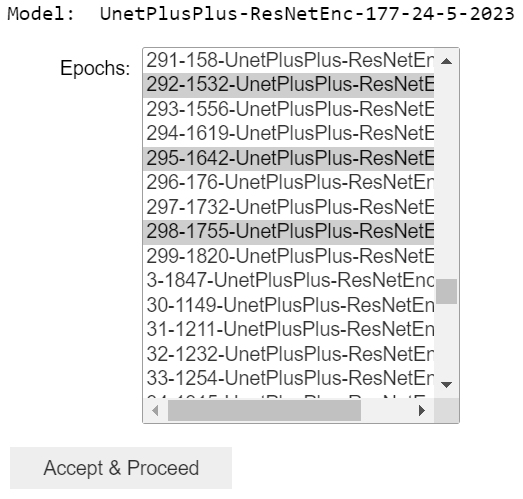 Model:  UnetPlusPlus-ResNetEnc-177-24-5-2023
Epochs:
291-158-UnetPlusPlus-ResNetEn
292-1532-UnetPlusPlus-ResNetE
293-1556-UnetPlusPlus-ResNetE
294-1619-UnetPlusPlus-ResNetE
295-1642-UnetPlusPlus-ResNetE
296-176-UnetPlusPlus-ResNetEn
297-1732-UnetPlusPlus-ResNetE
298-1755-UnetPlusPlus-ResNetE
299-1820-UnetPlusPlus-ResNetE
3-1847-UnetPlusPlus-ResNetEnc
30-1149-UnetPlusPlus-ResNetEn
31-1211-UnetPlusPlus-ResNetEn
32-1232-UnetPlusPlus-ResNetEn
33-1254-UnetPlusPlus-ResNetEn
Accept & Proceed